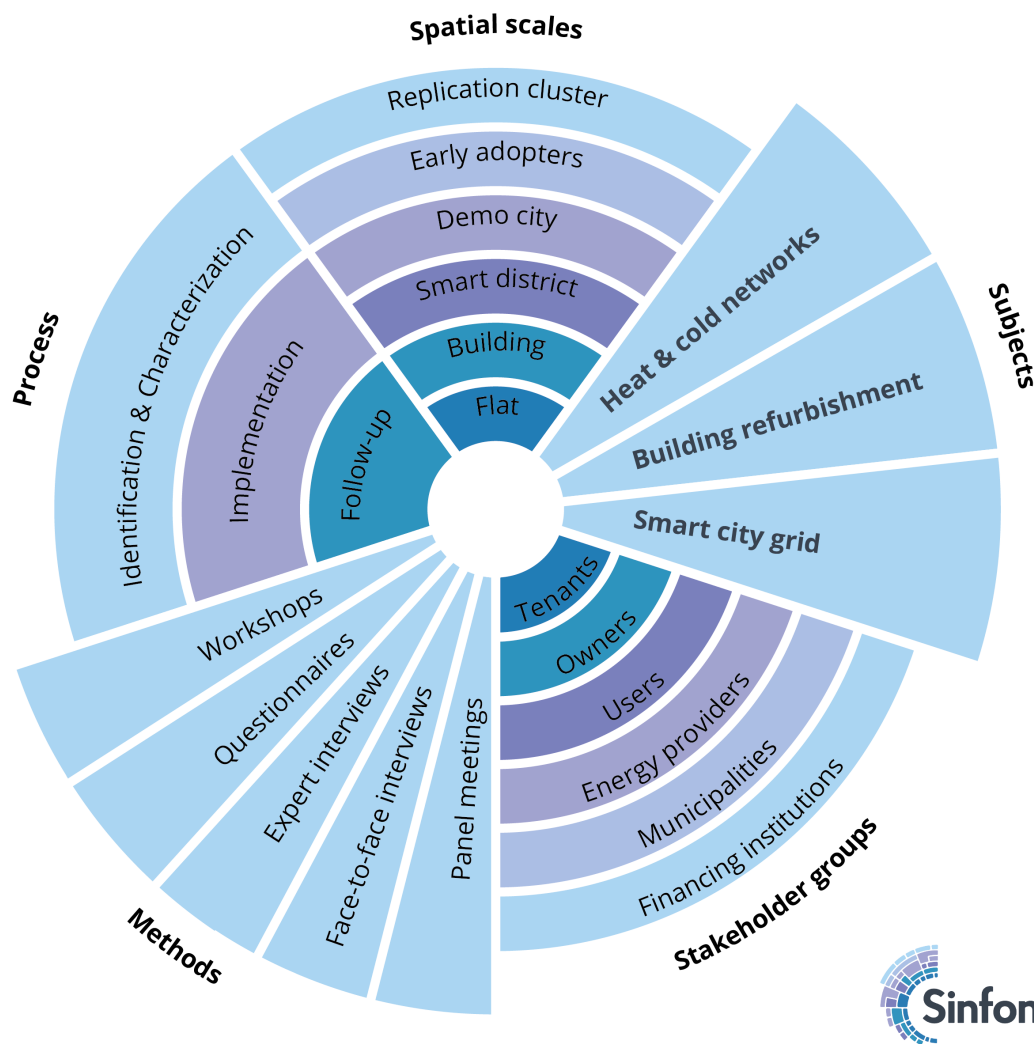 Spatial scales
Replication cluster
Early adopters
Demo city
Smart district
Building
Flat
Subjects
Heat & cold networks
Building refurbishment
Smart city grid
Stakeholder groups
Tenants
Owners
Users
Energy providers
Municipalities
Financing institutions
Methods
Panel meetings
Face-to-face interviews
Expert interviews
Questionnaires
Workshops
Process
Identification & Characterization
Implementation
Follow-up
Sinfon